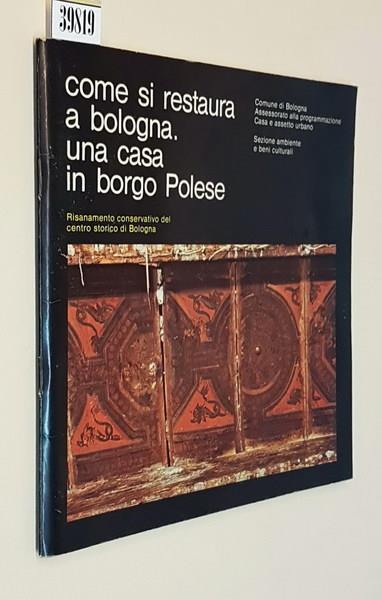 39819
come si restaura
a bologna.
una casa
in borgo Polese
Comune di Bologna
Assessorato alla programmazione
Casa e assetto urbano
Sezione ambiente
e beni culturali
Risanamento conservativo del
centro storico di Bologna